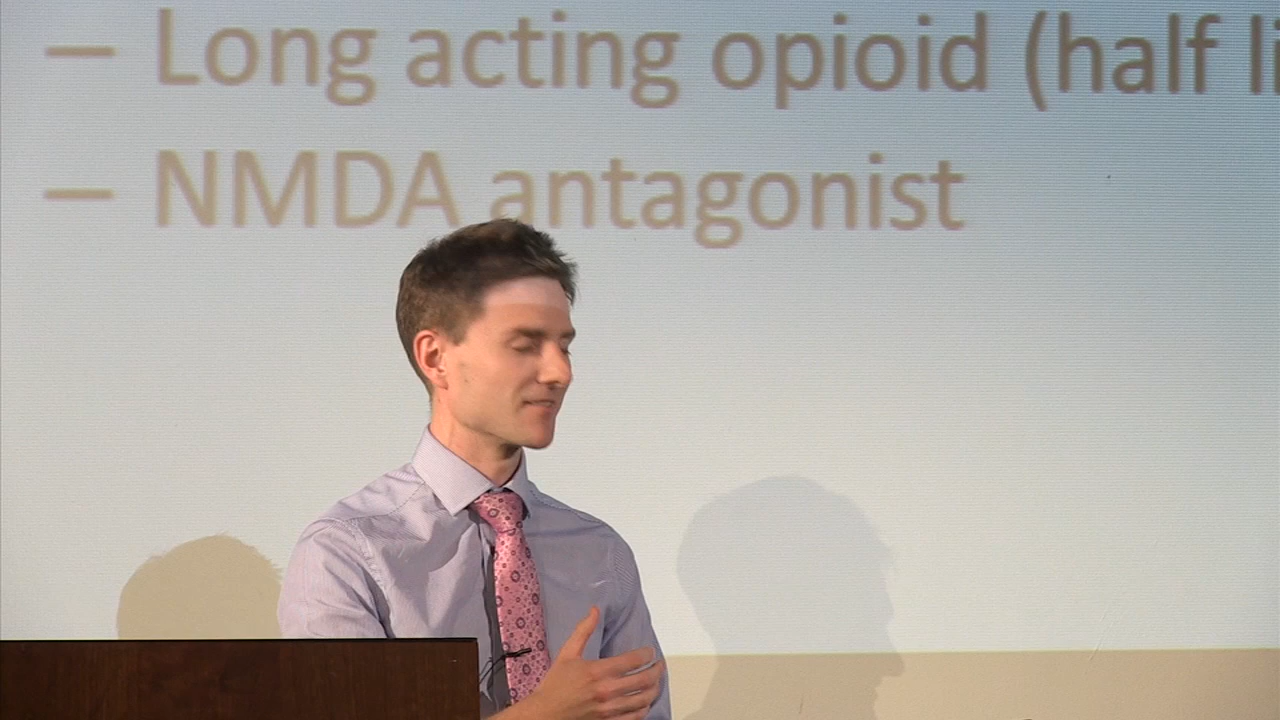 – Long acting opioid (half li
– NMDA antagonist